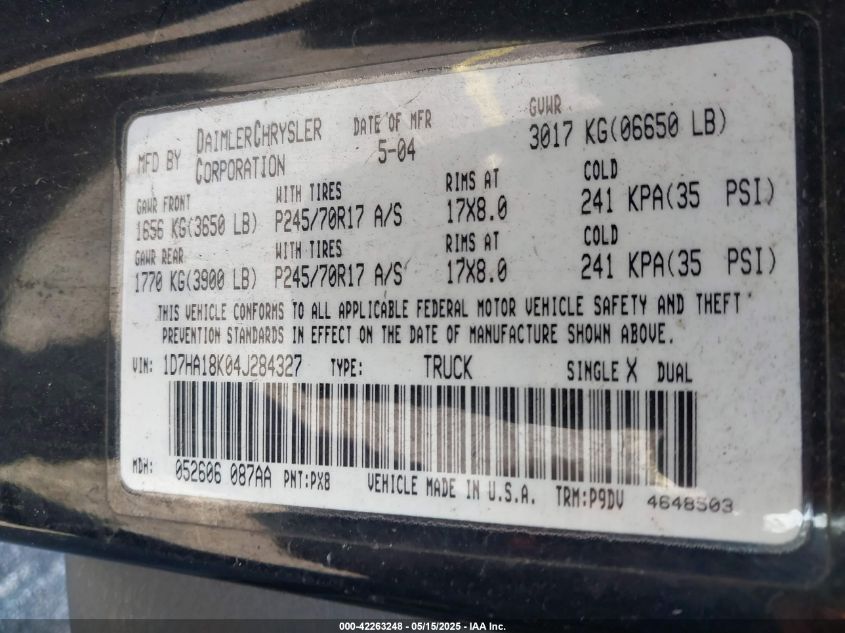 MFD BY DAIMLERCHRYSLER CORPORATION DATE OF MFR 5-04 GVWR 3017 KG(06650 LB)
GAWR FRONT WITH TIRES RIMS AT COLD
1656 KG(3650 LB) P245/70R17 A/S 17X8.0 241 KPA(35 PSI)
GAWR REAR WITH TIRES RIMS AT COLD
1770 KG(3900 LB) P245/70R17 A/S 17X8.0 241 KPA(35 PSI)
THIS VEHICLE CONFORMS TO ALL APPLICABLE FEDERAL MOTOR VEHICLE SAFETY AND THEFT
PREVENTION STANDARDS IN EFFECT ON THE DATE OF MANUFACTURE SHOWN ABOVE.
VIN: 1D7HA18K04J284327 TYPE: TRUCK SINGLE X DUAL
MDH: 052606 087AA PNT:PX8 VEHICLE MADE IN U.S.A. TRM:P9DV 4648503
000-42263248 - 05/15/2025 - IAA Inc.